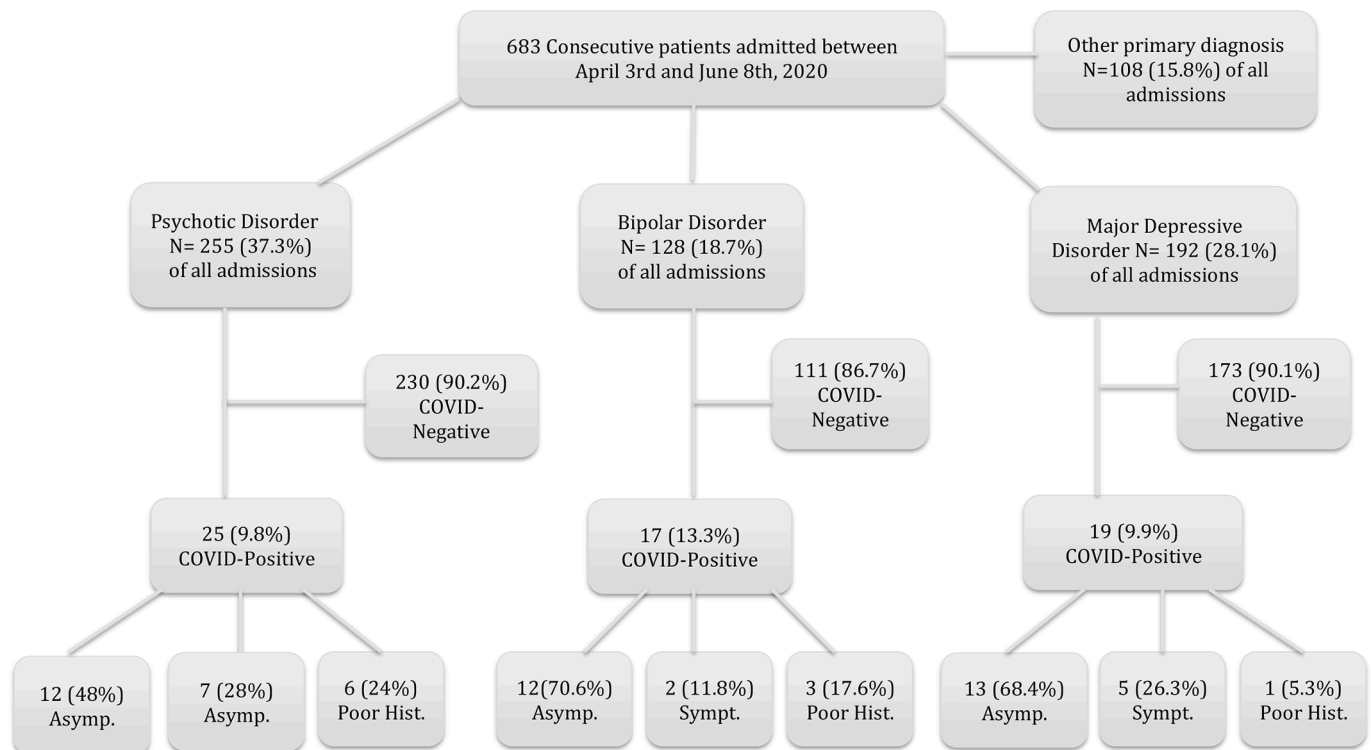 683 Consecutive patients admitted between
April 3rd and June 8th, 2020
Other primary diagnosis
N=108 (15.8%) of all
admissions
Psychotic Disorder
N= 255 (37.3%)
of all admissions
Bipolar Disorder
N= 128 (18.7%)
of all admissions
Major Depressive
Disorder N= 192 (28.1%)
of all admissions
230 (90.2%)
COVID-
Negative
111 (86.7%)
COVID-
Negative
173 (90.1%)
COVID-
Negative
25 (9.8%)
COVID-Positive
17 (13.3%)
COVID-Positive
19 (9.9%)
COVID-Positive
12 (48%)
Asymp.
7 (28%)
Asymp.
6 (24%)
Poor Hist.
12(70.6%)
Asymp.
2 (11.8%)
Sympt.
3 (17.6%)
Poor Hist.
13 (68.4%)
Asymp.
5 (26.3%)
Sympt.
1 (5.3%)
Poor Hist.